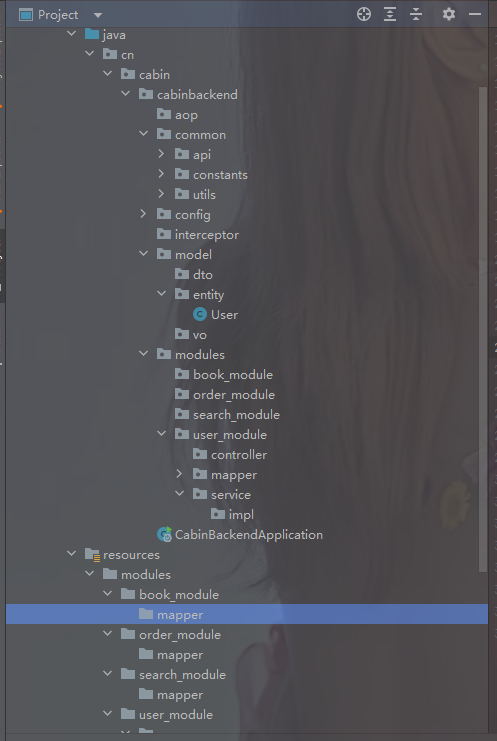 Project
java
cn
cabin
cabinbackend
aop
common
api
constants
utils
config
interceptor
model
dto
entity
User
vo
modules
book_module
order_module
search_module
user_module
controller
mapper
service
impl
CabinBackendApplication
resources
modules
book_module
mapper
order_module
mapper
search_module
mapper
user_module